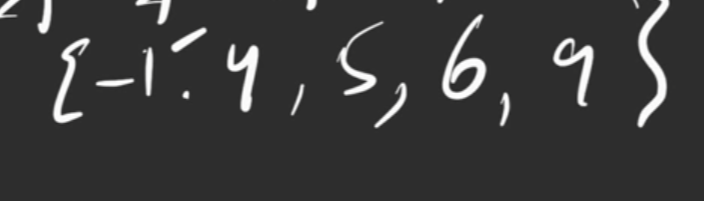 {-1. 4, 5, 6, 9}